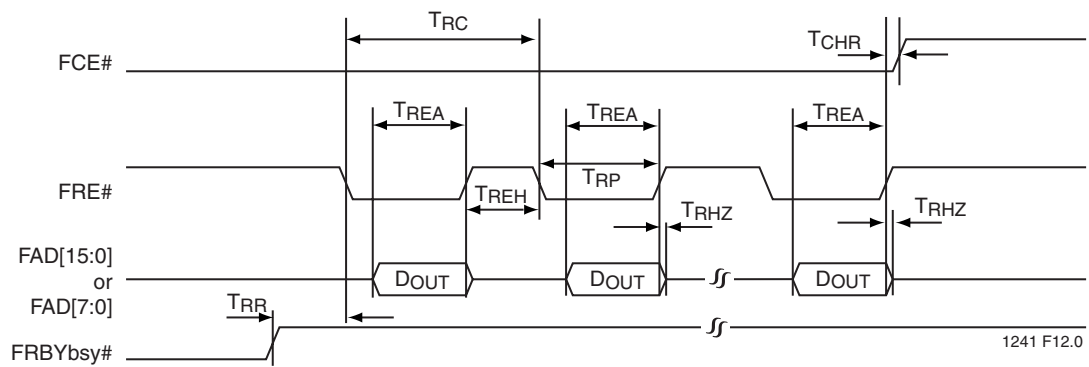 TRC
TCHR
FCE#
TREA TREA TREA
FRE#
TRP
TREH
TRHZ TRHZ
FAD[15:0]
or
FAD[7:0]
DOUT DOUT DOUT
TRR
FRBYbsy#
1241 F12.0